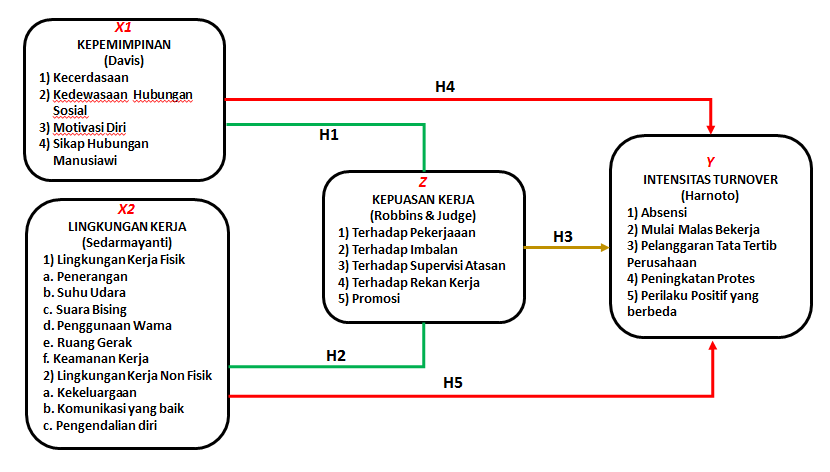 X1
KEPEMIMPINAN
(Davis)
1) Kecerdasaan
2) Kedewasaan Hubungan
Sosial
3) Motivasi Diri
4) Sikap Hubungan
Manusiawi
H4
H1
X2
LINGKUNGAN KERJA
(Sedarmayanti)
1) Lingkungan Kerja Fisik
a. Penerangan
b. Suhu Udara
c. Suara Bising
d. Penggunaan Warna
e. Ruang Gerak
f. Keamanan Kerja
2) Lingkungan Kerja Non Fisik
a. Kekeluargaan
b. Komunikasi yang baik
c. Pengendalian diri
Z
KEPUASAN KERJA
(Robbins & Judge)
1) Terhadap Pekerjaaan
2) Terhadap Imbalan
3) Terhadap Supervisi Atasan
4) Terhadap Rekan Kerja
5) Promosi
H3
H2
H5
Y
INTENSITAS TURNOVER
(Harnoto)
1) Absensi
2) Mulai Malas Bekerja
3) Pelanggaran Tata Tertib
Perusahaan
4) Peningkatan Protes
5) Perilaku Positif yang
berbeda